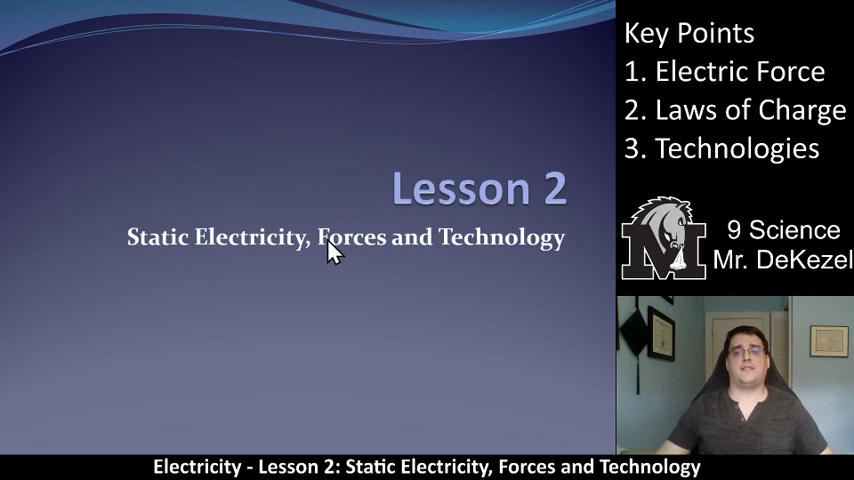 Lesson 2
Static Electricity, Forces and Technology
Key Points
1. Electric Force
2. Laws of Charge
3. Technologies
M
9 Science
Mr. DeKezel
Electricity - Lesson 2: Static Electricity, Forces and Technology